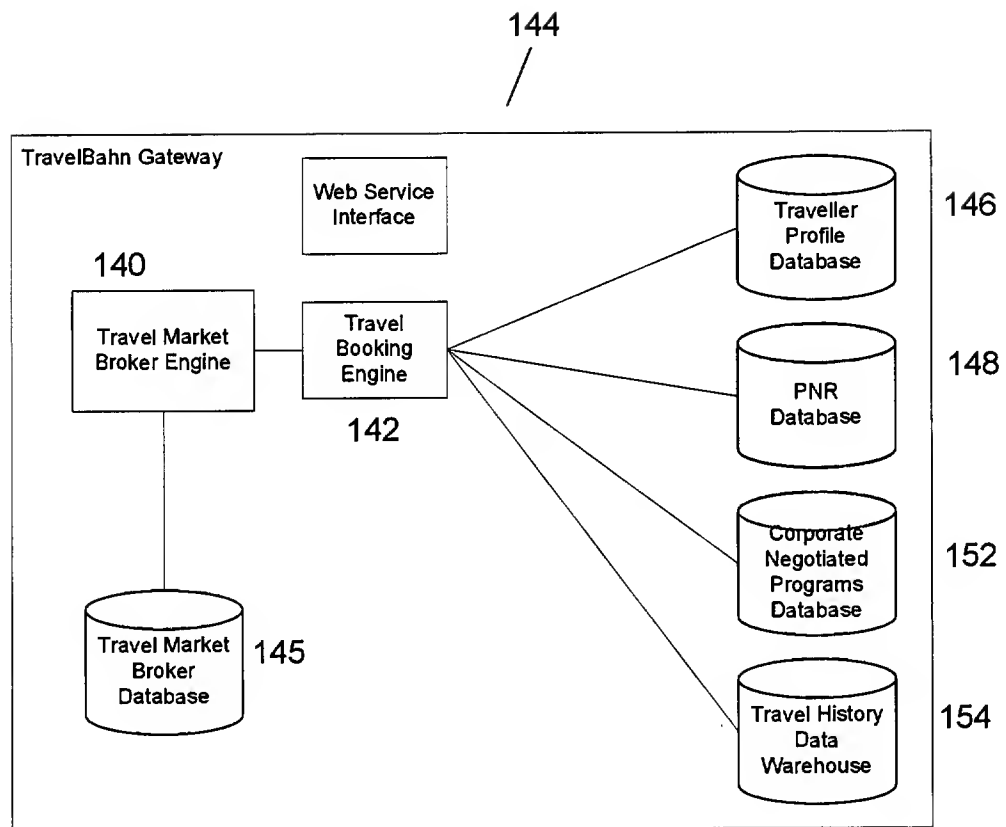 144
TravelBahn Gateway
Web Service
Interface
140
Travel Market
Broker Engine
Travel
Booking
Engine
142
Travel Market
Broker
Database
145
Traveller
Profile
Database
146
PNR
Database
148
Corporate
Negotiated
Programs
Database
152
Travel History
Data
Warehouse
154